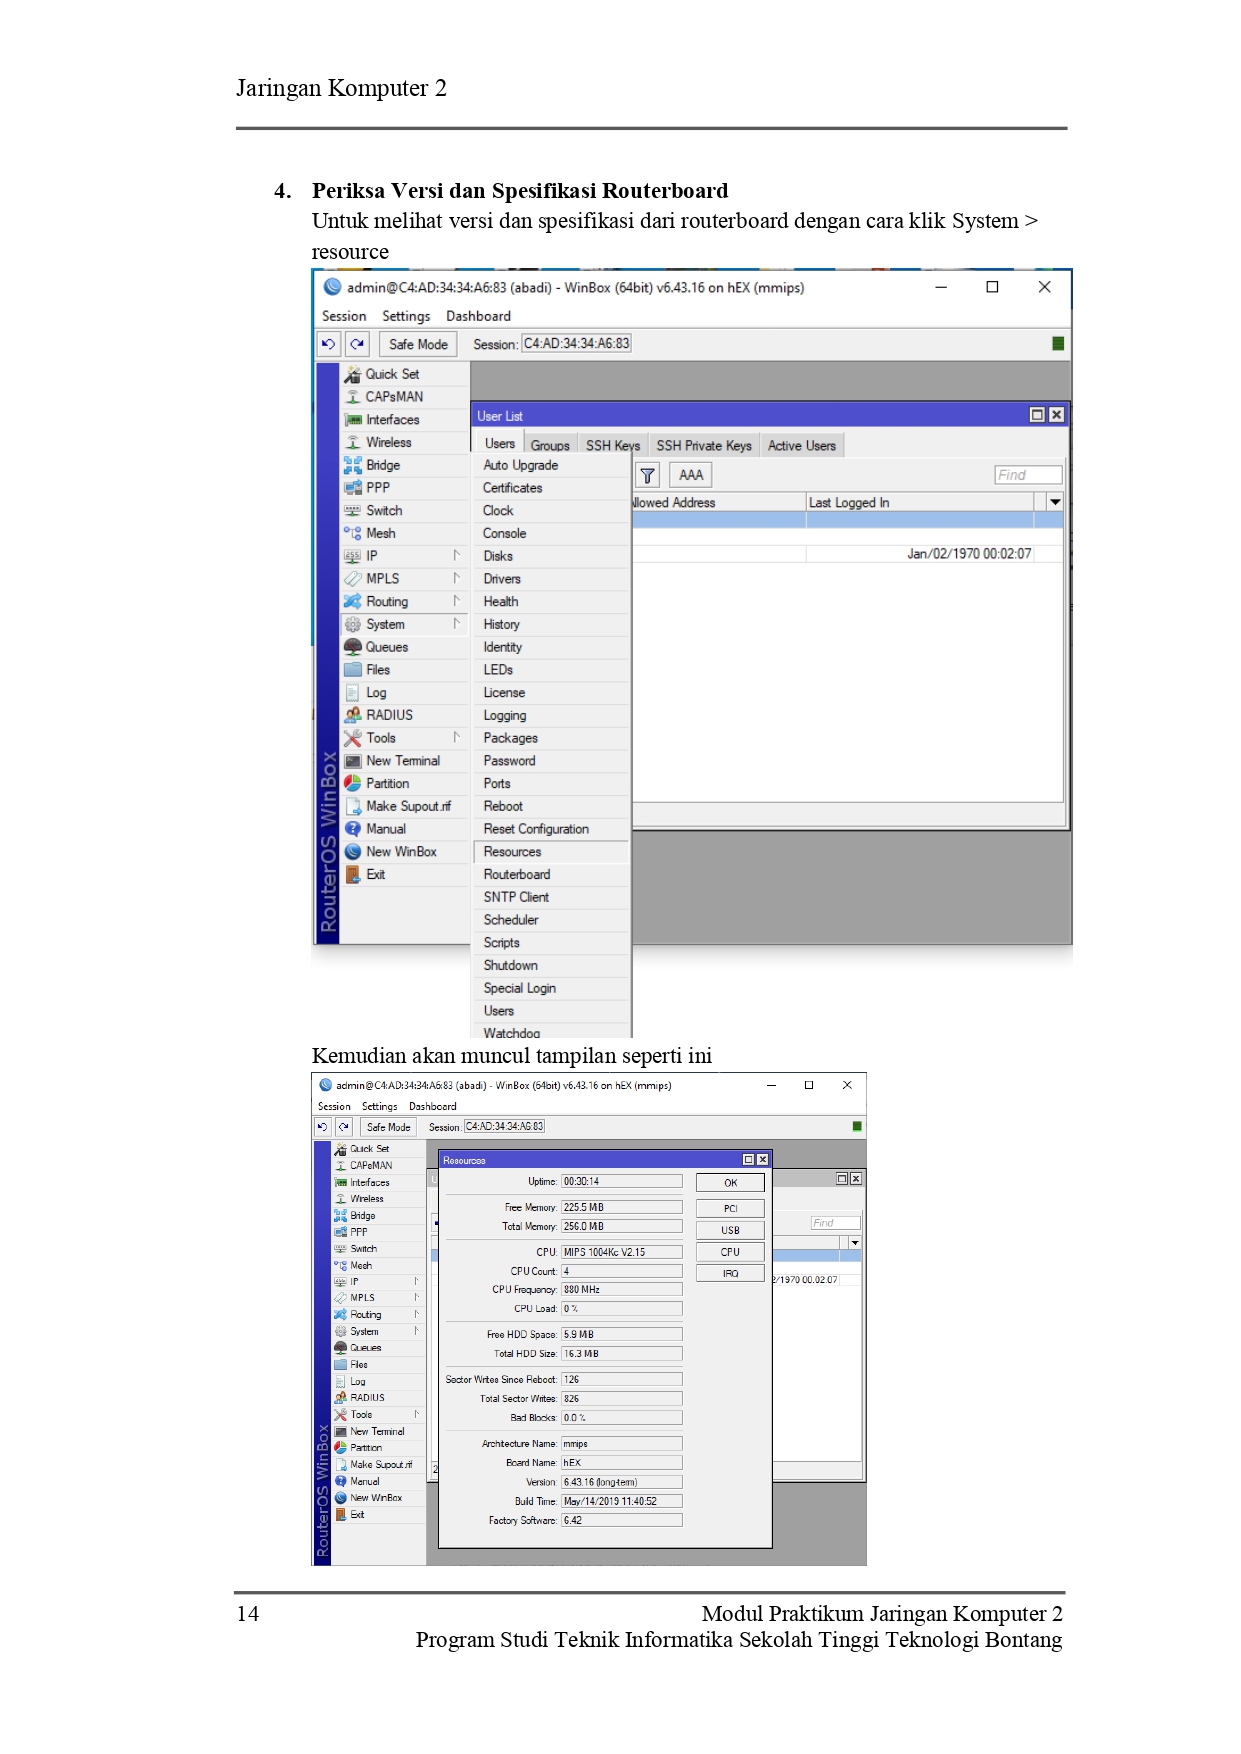 Jaringan Komputer 2
4. Periksa Versi dan Spesifikasi Routerboard
Untuk melihat versi dan spesifikasi dari routerboard dengan cara klik System >
resource
admin@C4:AD:34:34:A6:83 (abadi) - WinBox (64bit) v6.43.16 on hEX (mmips)
Session Settings Dashboard
Safe Mode Session: C4:AD:34:34:A6:83
Quick Set
CAPsMAN
Interfaces
Wireless
Bridge
PPP
Switch
Mesh
IP
MPLS
Routing
System
Queues
Files
Log
RADIUS
Tools
New Terminal
Partition
Make Supout.rif
Manual
New WinBox
Exit
RouterOS WinBox
User List
Users Groups SSH Keys SSH Private Keys Active Users
AAA Find
Allowed Address Last Logged In
Jan/02/1970 00:02:07
Auto Upgrade
Certificates
Clock
Console
Disks
Drivers
Health
History
Identity
LEDs
License
Logging
Packages
Password
Ports
Reboot
Reset Configuration
Resources
Routerboard
SNTP Client
Scheduler
Scripts
Shutdown
Special Login
Users
Watchdog
Kemudian akan muncul tampilan seperti ini
admin@C4:AD:34:34:A6:83 (abadi) - WinBox (64bit) v6.43.16 on hEX (mmips)
Session Settings Dashboard
Safe Mode Session: C4:AD:34:34:A6:83
Quick Set
CAPsMAN
Interfaces
Wireless
Bridge
PPP
Switch
Mesh
IP
MPLS
Routing
System
Queues
Files
Log
RADIUS
Tools
New Terminal
Partition
Make Supout.rif
Manual
New WinBox
Exit
RouterOS WinBox
Resources
Uptime: 00:30:14
Free Memory: 225.5 MiB
Total Memory: 256.0 MiB
CPU: MIPS 1004Kc V2.15
CPU Count: 4
CPU Frequency: 880 MHz
CPU Load: 0 %
Free HDD Space: 5.9 MiB
Total HDD Size: 16.3 MiB
Sector Writes Since Reboot: 126
Total Sector Writes: 826
Bad Blocks: 0.0 %
Architecture Name: mmips
Board Name: hEX
Version: 6.43.16 (long-term)
Build Time: May/14/2019 11:40:52
Factory Software: 6.42
OK
PCI
USB
CPU
IRQ
Find
2/1970 00:02:07
14 Modul Praktikum Jaringan Komputer 2
Program Studi Teknik Informatika Sekolah Tinggi Teknologi Bontang